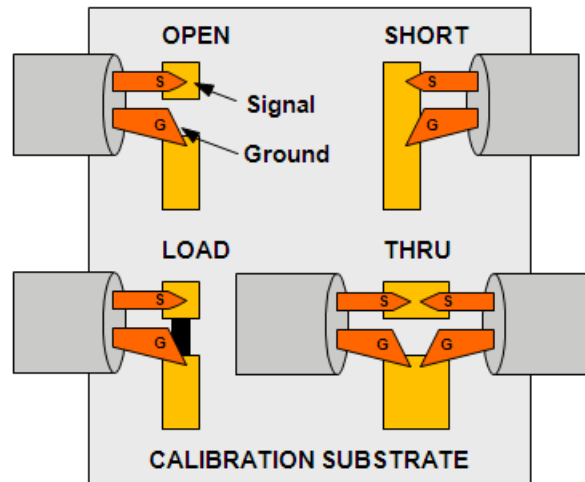 OPEN
SHORT
S
S
Signal
G
G
Ground
LOAD
THRU
S
S
S
G
G
G
CALIBRATION SUBSTRATE